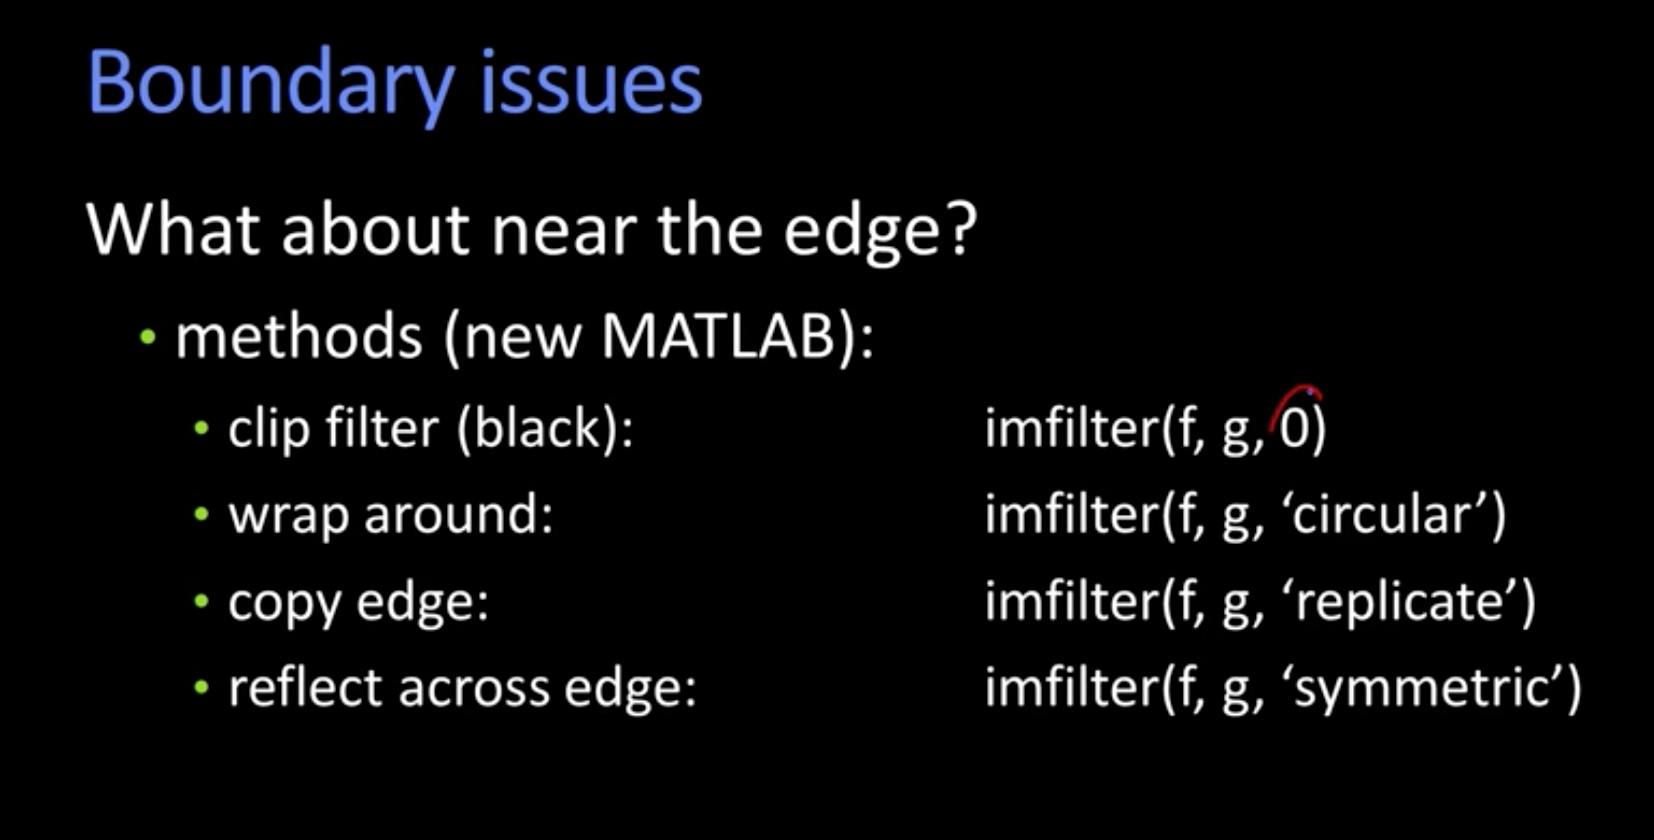 Boundary issues
What about near the edge?
• methods (new MATLAB):
• clip filter (black): imfilter(f, g, 0)
• wrap around: imfilter(f, g, ‘circular’)
• copy edge: imfilter(f, g, ‘replicate’)
• reflect across edge: imfilter(f, g, ‘symmetric’)